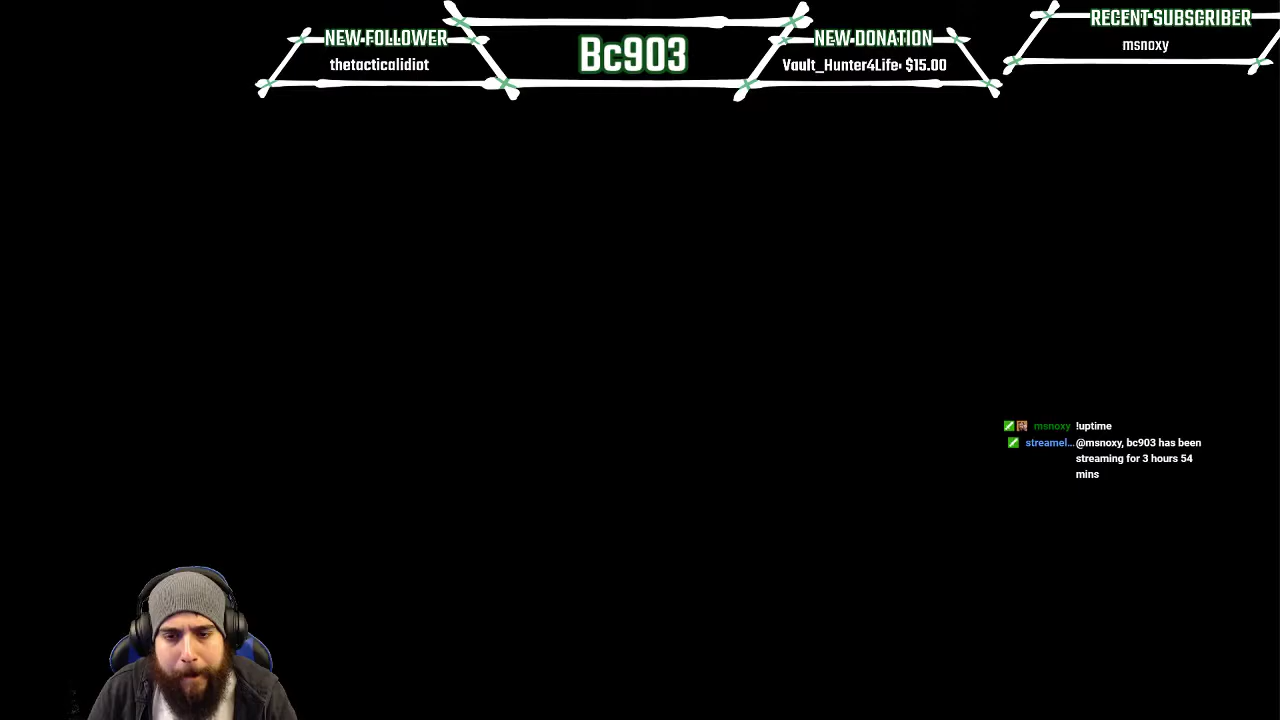 NEW FOLLOWER
thetacticalidiot
Bc903
NEW DONATION
Vault_Hunter4Life: $15.00
RECENT SUBSCRIBER
msnoxy
msnoxy !uptime
streamel... @msnoxy, bc903 has been
streaming for 3 hours 54
mins